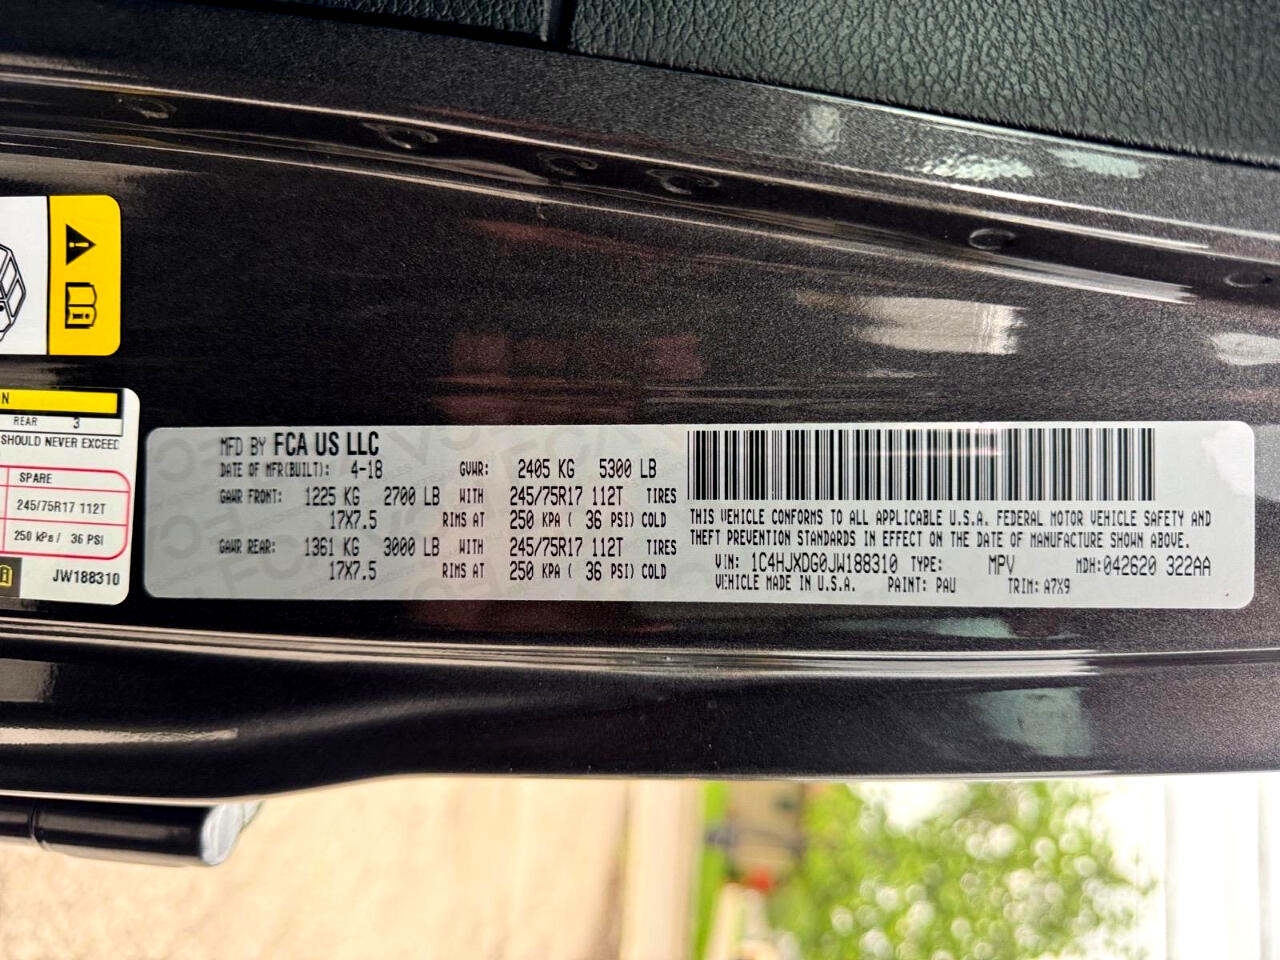 N
REAR 3
SHOULD NEVER EXCEED
SPARE
245/75R17 112T
250 kPa / 36 PSI
JW188310
MFD BY FCA US LLC
DATE OF MFR(BUILT): 4-18 GVWR: 2405 KG 5300 LB
GAWR FRONT: 1225 KG 2700 LB WITH 245/75R17 112T TIRES
17X7.5 RIMS AT 250 KPA ( 36 PSI) COLD
GAWR REAR: 1361 KG 3000 LB WITH 245/75R17 112T TIRES
17X7.5 RIMS AT 250 KPA ( 36 PSI) COLD
THIS VEHICLE CONFORMS TO ALL APPLICABLE U.S.A. FEDERAL MOTOR VEHICLE SAFETY AND
THEFT PREVENTION STANDARDS IN EFFECT ON THE DATE OF MANUFACTURE SHOWN ABOVE.
VIN: 1C4HJXDG0JW188310 TYPE: MPV MDH:042620 322AA
VEHICLE MADE IN U.S.A. PAINT: PAU TRIM: A7X9